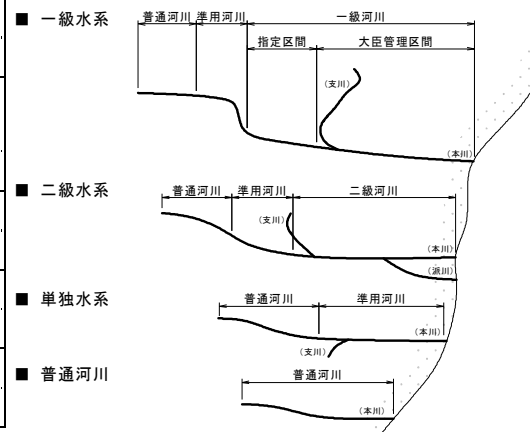 ■ 一級水系
普通河川 準用河川 一級河川
指定区間 大臣管理区間
(支川)
(本川)
■ 二級水系
普通河川 準用河川 二級河川
(支川)
(本川)
(派川)
■ 単独水系
普通河川 準用河川
(本川)
(支川)
■ 普通河川
普通河川
(本川)